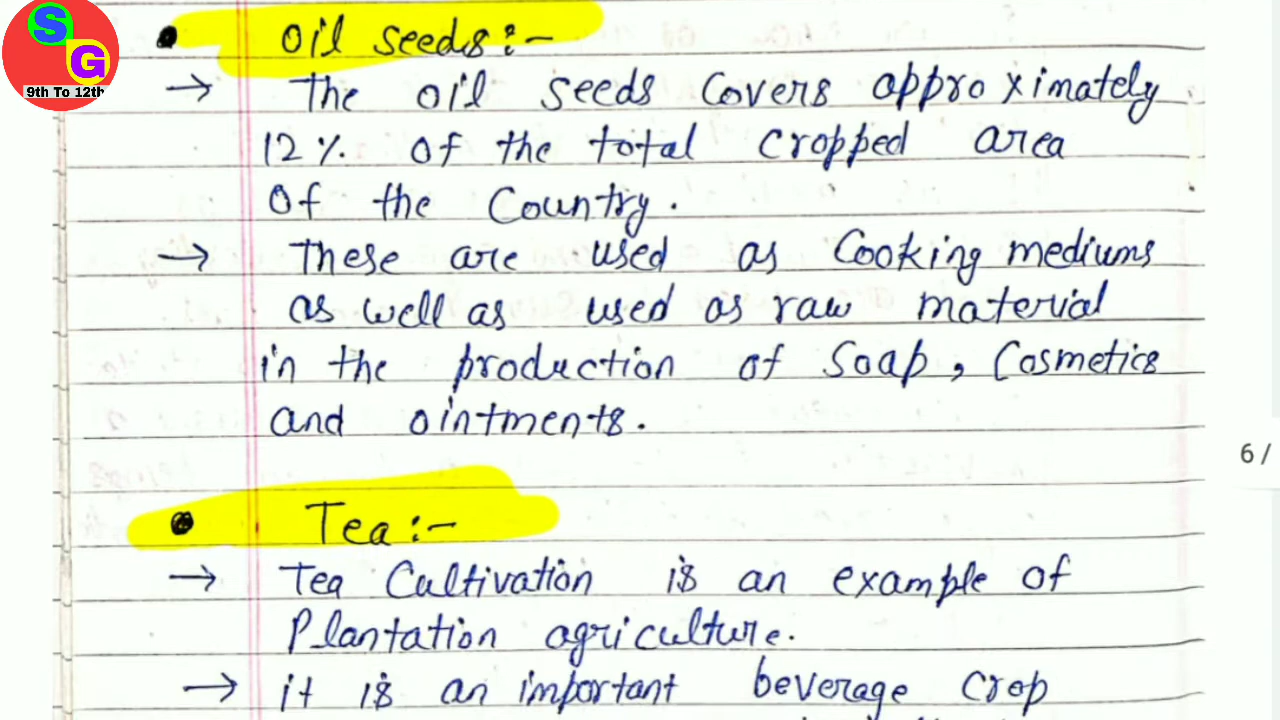 SG
9th To 12th
• Oil seeds:-
→ The oil seeds covers approximately
12% of the total cropped area
of the Country.
→ These are used as Cooking mediums
as well as used as raw material
in the production of Soap, Cosmetics
and ointments.
6/
• Tea:-
→ Tea Cultivation is an example of
Plantation agriculture.
→ it is an important beverage crop